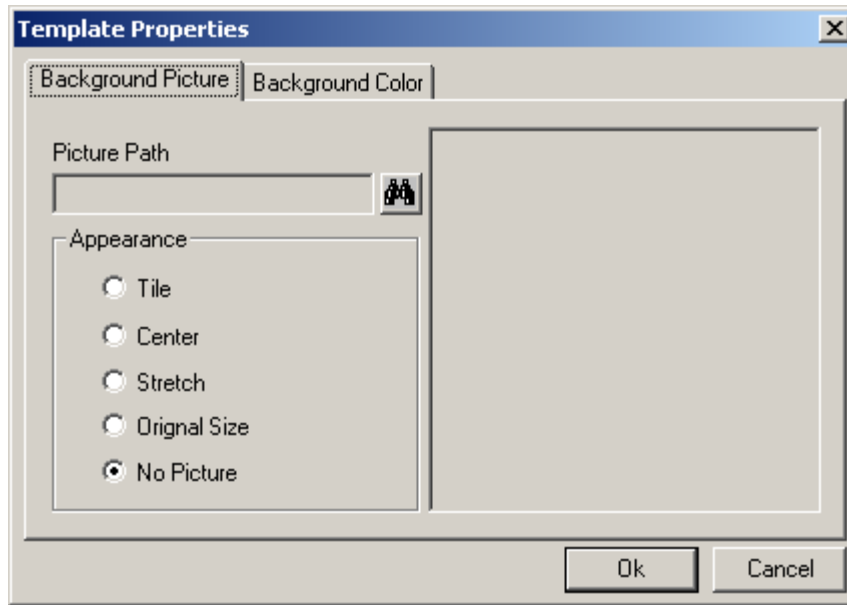 Template Properties
Background Picture
Background Color
Picture Path
Appearance
Tile
Center
Stretch
Orignal Size
No Picture
Ok
Cancel